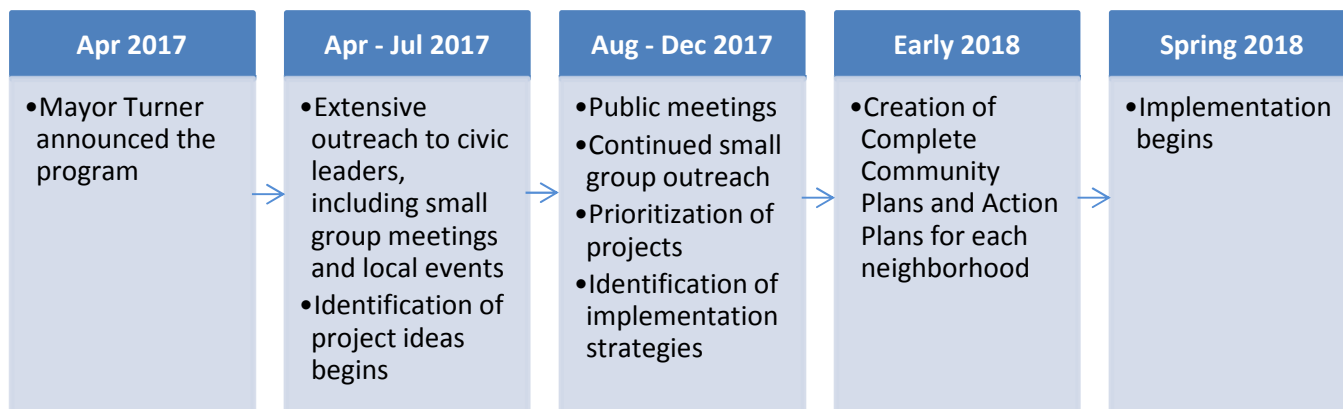 Apr 2017
•Mayor Turner
announced the
program
Apr - Jul 2017
•Extensive
outreach to civic
leaders,
including small
group meetings
and local events
•Identification of
project ideas
begins
Aug - Dec 2017
•Public meetings
•Continued small
group outreach
•Prioritization of
projects
•Identification of
implementation
strategies
Early 2018
•Creation of
Complete
Community
Plans and Action
Plans for each
neighborhood
Spring 2018
•Implementation
begins